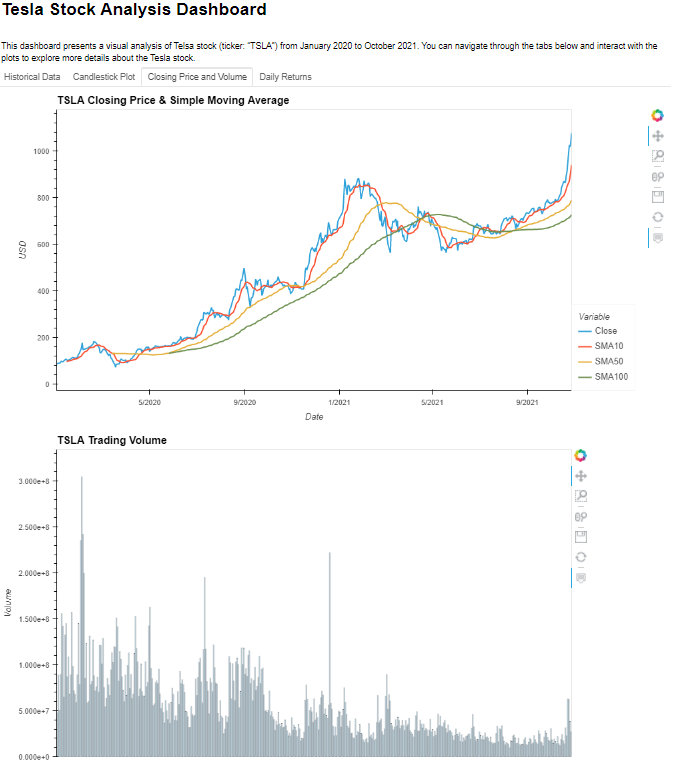 Tesla Stock Analysis Dashboard
This dashboard presents a visual analysis of Telsa stock (ticker: "TSLA") from January 2020 to October 2021. You can navigate through the tabs below and interact with the
plots to explore more details about the Tesla stock.
Historical Data Candlestick Plot Closing Price and Volume Daily Returns
TSLA Closing Price & Simple Moving Average
1000
800
600
400
200
0
USD
5/2020 9/2020 1/2021 5/2021 9/2021
Date
Variable
Close
SMA10
SMA50
SMA100
TSLA Trading Volume
3.000e+8
2.500e+8
2.000e+8
1.500e+8
1.000e+8
5.000e+7
0.000e+0
Volume